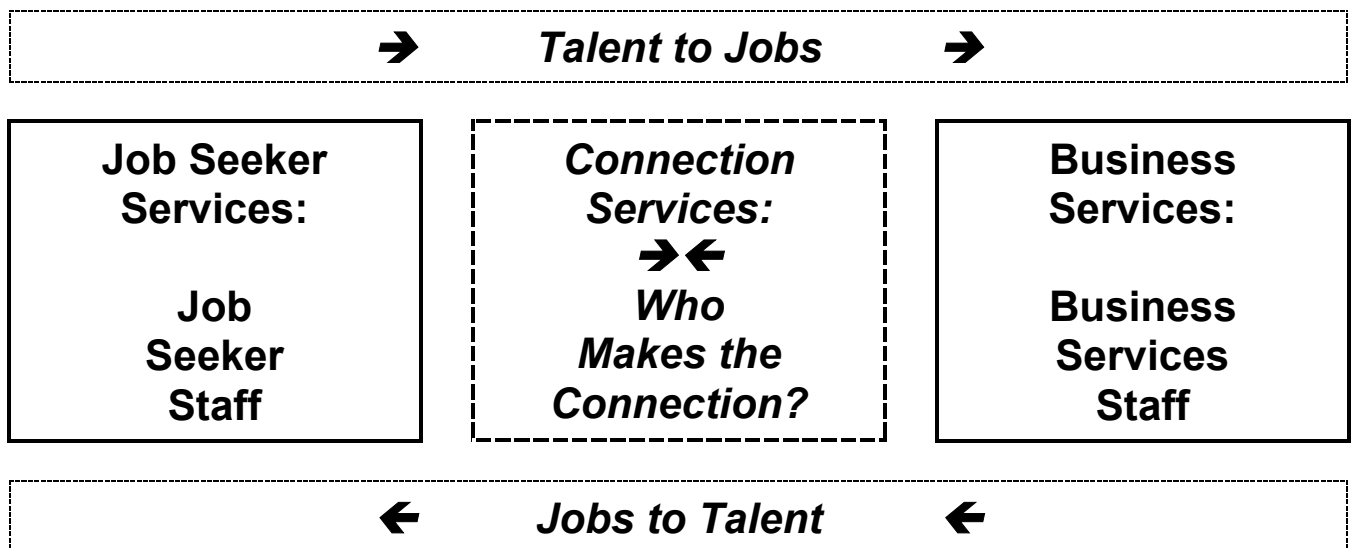 ➔ Talent to Jobs ➔
Job Seeker
Services:
Job
Seeker
Staff
Connection
Services:
➔🡸
Who
Makes the
Connection?
Business
Services:
Business
Services
Staff
🡸 Jobs to Talent 🡸